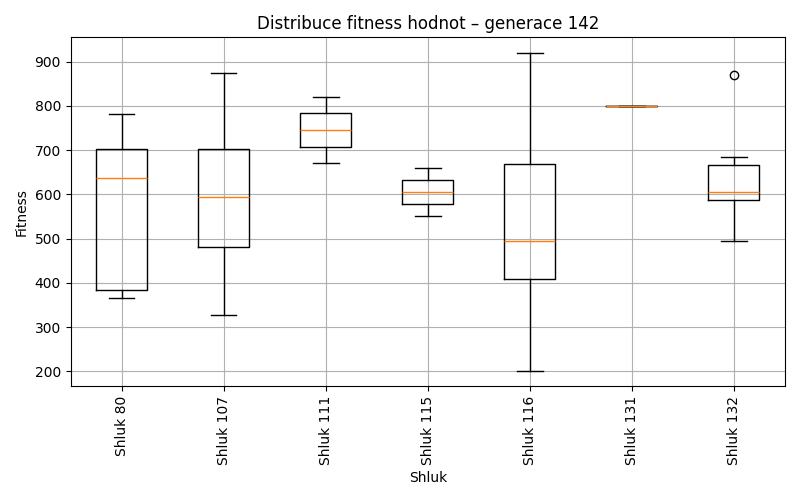 Distribuce fitness hodnot – generace 142
Fitness
900
800
700
600
500
400
300
200
Shluk 80
Shluk 107
Shluk 111
Shluk 115
Shluk 116
Shluk 131
Shluk 132
Shluk